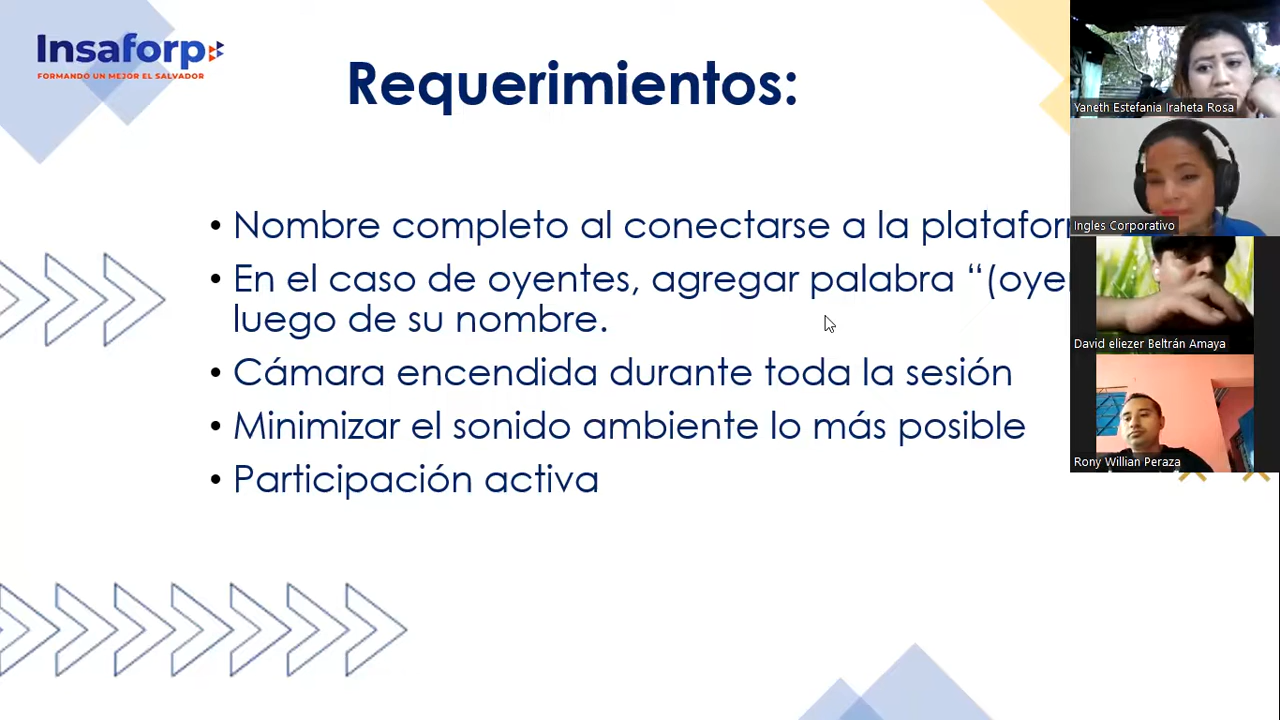 Insaforp
FORMANDO UN MEJOR EL SALVADOR
Requerimientos:
• Nombre completo al conectarse a la
• En el caso de oyentes, agregar palabra
luego de su nombre.
• Cámara encendida durante toda la sesión
• Minimizar el sonido ambiente lo más posible
• Participación activa
Yaneth Estefania Iraheta Rosa
Ingles Corporativo
David eliezer Beltrán Amaya
Rony Willian Peraza